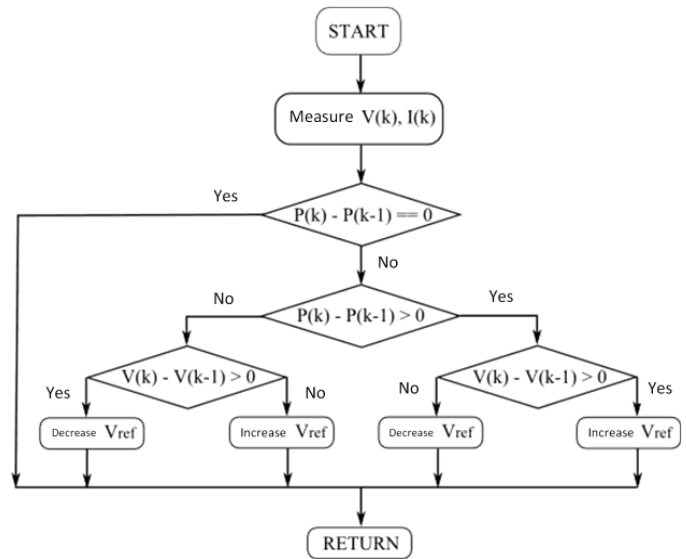 START
Measure V(k), I(k)
Yes
P(k) - P(k-1) == 0
No
No
Yes
P(k) - P(k-1) > 0
V(k) - V(k-1) > 0
V(k) - V(k-1) > 0
Yes
No
No
Yes
Decrease Vref
Increase Vref
Decrease Vref
Increase Vref
RETURN